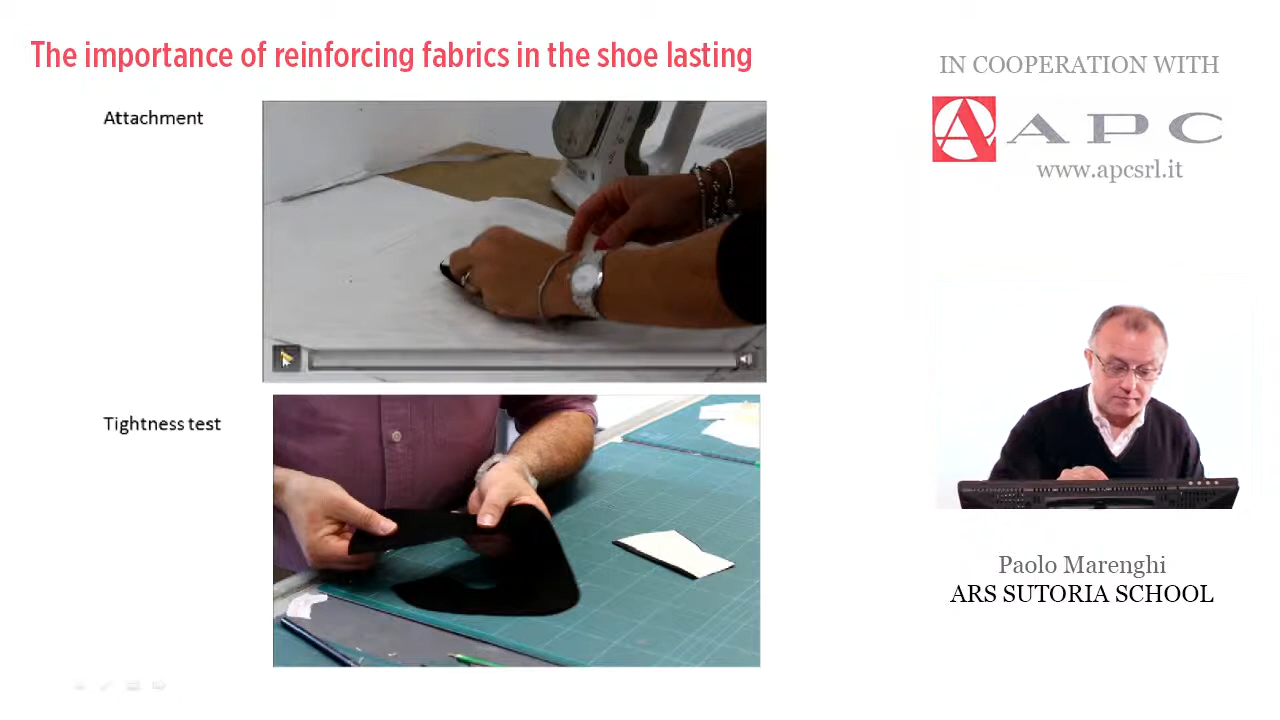 The importance of reinforcing fabrics in the shoe lasting
Attachment
Tightness test
IN COOPERATION WITH
A APC
www.apcsrl.it
Paolo Marenghi
ARS SUTORIA SCHOOL